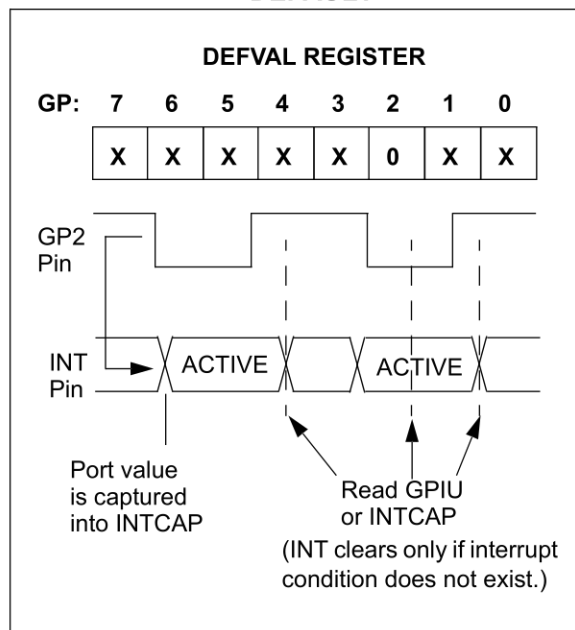 DEFVAL REGISTER
GP: 7 6 5 4 3 2 1 0
X X X X X 0 X X
GP2
Pin
INT
Pin
ACTIVE ACTIVE
Port value
is captured
into INTCAP
Read GPIU
or INTCAP
(INT clears only if interrupt
condition does not exist.)